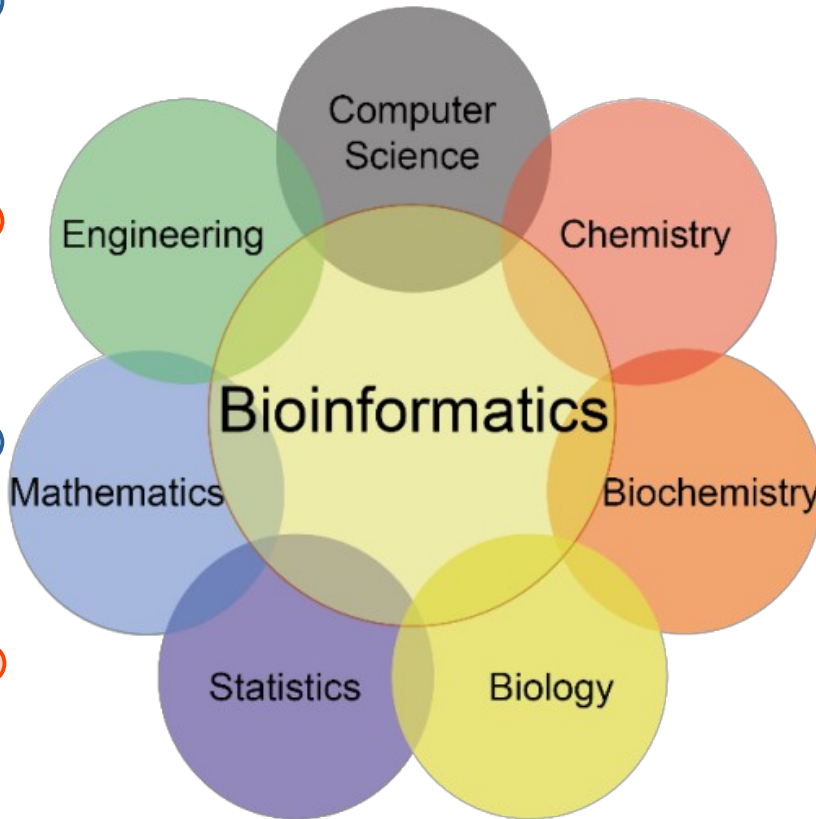 Computer
Science
Engineering
Chemistry
Bioinformatics
Mathematics
Biochemistry
Statistics
Biology